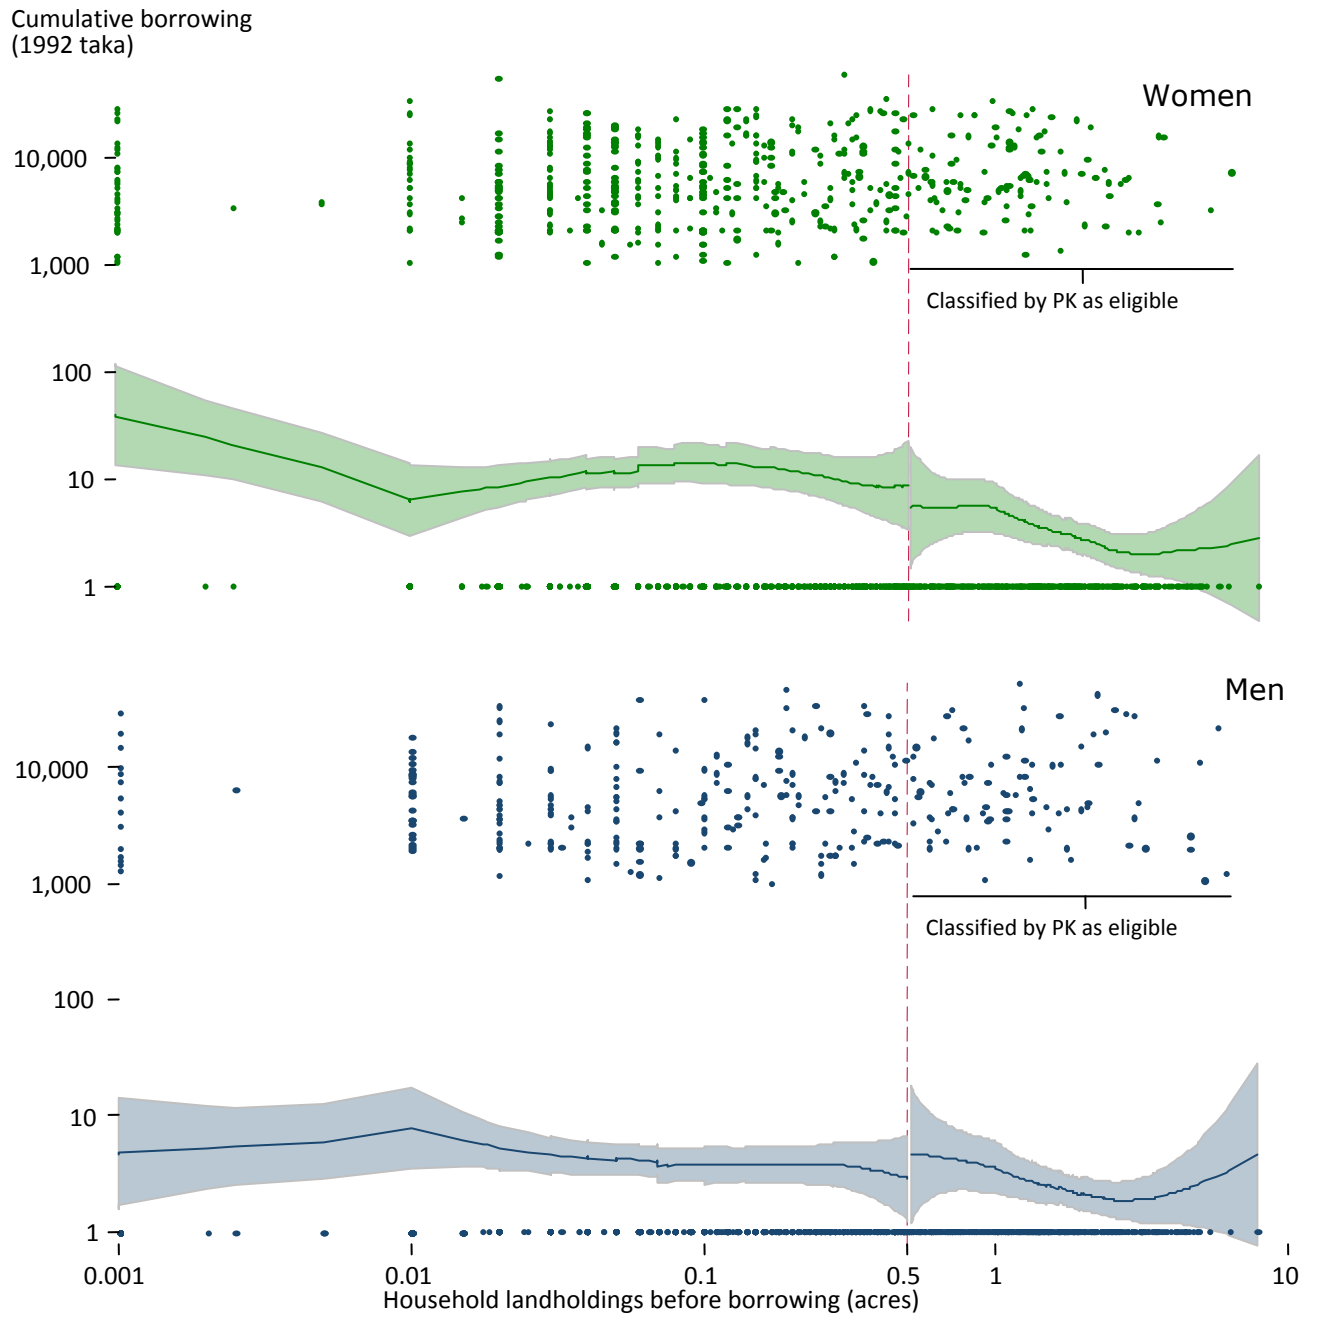 Cumulative borrowing
(1992 taka)
Women
10,000
1,000
Classified by PK as eligible
100
10
1
Men
10,000
1,000
Classified by PK as eligible
100
10
1
0.001 0.01 0.1 0.5 1 10
Household landholdings before borrowing (acres)